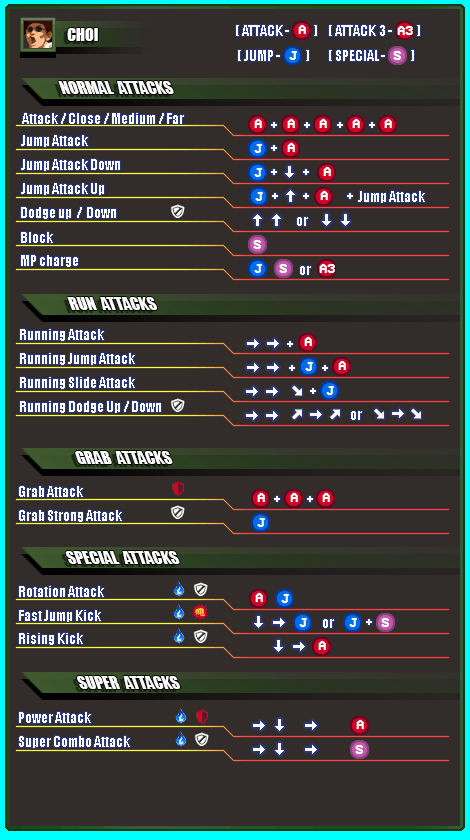 CHOI
[ ATTACK - A ] [ ATTACK 3 - A3 ]
[ JUMP - J ] [ SPECIAL - S ]
NORMAL ATTACKS
Attack / Close / Medium / Far A + A + A + A + A
Jump Attack J + A
Jump Attack Down J + ↓ + A
Jump Attack Up J + ↑ + A + Jump Attack
Dodge up / Down ↑ ↑ or ↓ ↓
Block S
MP charge J S or A3
RUN ATTACKS
Running Attack → → + A
Running Jump Attack → → + J + A
Running Slide Attack → → ↘ + J
Running Dodge Up / Down → → ↗ → ↗ or ↘ → ↘
GRAB ATTACKS
Grab Attack A + A + A
Grab Strong Attack J
SPECIAL ATTACKS
Rotation Attack A J
Fast Jump Kick ↓ → J or J + S
Rising Kick ↓ → A
SUPER ATTACKS
Power Attack → ↓ → A
Super Combo Attack → ↓ → S